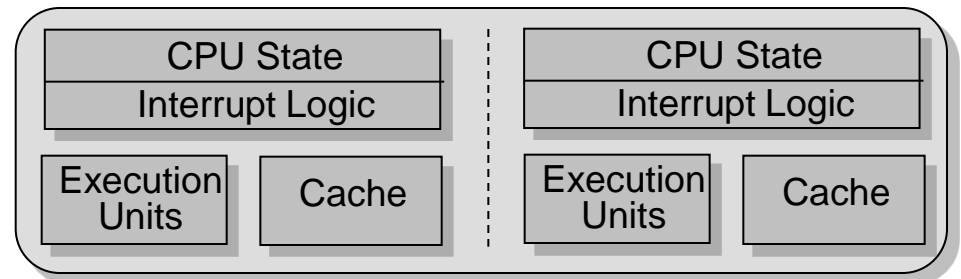 CPU State
Interrupt Logic
Execution
Units
Cache
CPU State
Interrupt Logic
Execution
Units
Cache